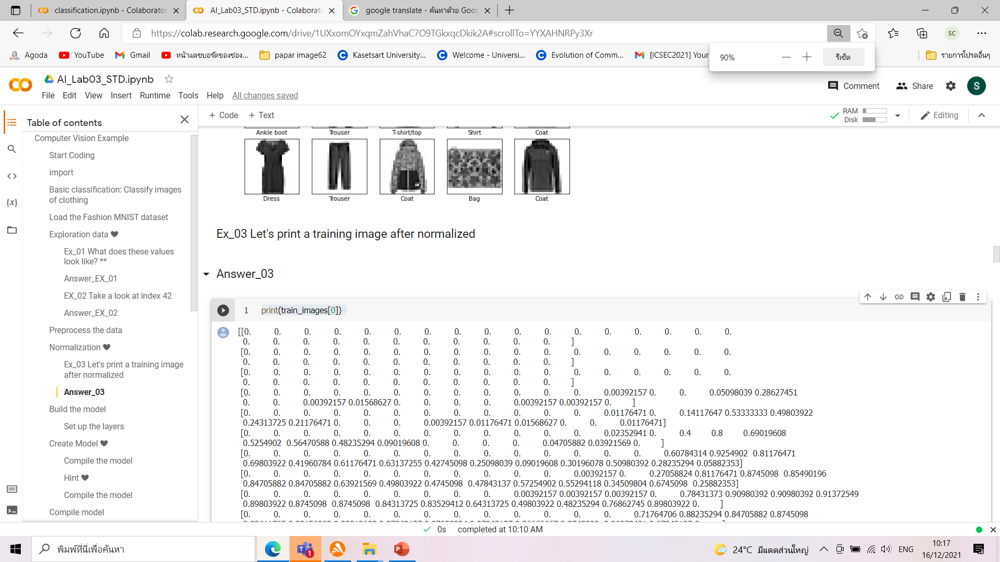 classification.ipynb - Colaborator
AI_Lab03_STD.ipynb - Colaborato
google translate - ค้นหาด้วย Goog
https://colab.research.google.com/drive/1UXxomOYxqmZahVhaC7O9TGkxqcDkik2A#scrollTo=YYXAHNRPy3Xr
SC
Agoda
YouTube
Gmail
หน้าแดชบอร์ดของช่อง...
papar image62
Kasetsart University...
Welcome - Universi...
Evolution of Comm...
[ICSEC2021] Your
รายการโปรดอื่นๆ
90%
รีเซ็ต
AI_Lab03_STD.ipynb
File Edit View Insert Runtime Tools Help All changes saved
Comment
Share
S
Table of contents
Computer Vision Example
Start Coding
import
Basic classification: Classify images
of clothing
Load the Fashion MNIST dataset
Exploration data ♥
Ex_01 What does these values
look like? **
Answer_EX_01
EX_02 Take a look at index 42
Answer_EX_02
Preprocess the data
Normalization ♥
Ex_03 Let's print a training image
after normalized
Answer_03
Build the model
Set up the layers
Create Model ♥
Compile the model
Hint ♥
Compile the model
Compile model
+ Code + Text
RAM
Disk
Editing
Ankle boot Trouser T-shirt/top Shirt Coat
Dress Trouser Coat Bag Coat
Ex_03 Let's print a training image after normalized
Answer_03
1 print(train_images[0])
[[0. 0. 0. 0. 0. 0. 0. 0. 0. 0. 0. 0. 0. 0. 0. 0. 0.
0. 0. 0. 0. 0. 0. 0. 0. 0. 0. 0. ]
[0. 0. 0. 0. 0. 0. 0. 0. 0. 0. 0. 0. 0. 0. 0. 0. 0.
0. 0. 0. 0. 0. 0. 0. 0. 0. 0. 0. ]
[0. 0. 0. 0. 0. 0. 0. 0. 0. 0. 0. 0. 0. 0. 0. 0. 0.
0. 0. 0. 0. 0. 0. 0. 0. 0. 0. 0. ]
[0. 0. 0. 0. 0. 0. 0. 0. 0. 0. 0. 0. 0.00392157 0. 0. 0.05098039 0.28627451
0. 0. 0.00392157 0.01568627 0. 0. 0. 0. 0.00392157 0.00392157 0. ]
[0. 0. 0. 0. 0. 0. 0. 0. 0. 0. 0. 0. 0.01176471 0. 0.14117647 0.53333333 0.49803922
0.24313725 0.21176471 0. 0. 0. 0.00392157 0.01176471 0.01568627 0. 0. 0.01176471]
[0. 0. 0. 0. 0. 0. 0. 0. 0. 0. 0. 0. 0.02352941 0. 0.4 0.8 0.69019608
0.5254902 0.56470588 0.48235294 0.09019608 0. 0. 0. 0. 0.04705882 0.03921569 0. ]
[0. 0. 0. 0. 0. 0. 0. 0. 0. 0. 0. 0. 0. 0. 0.60784314 0.9254902 0.81176471
0.69803922 0.41960784 0.61176471 0.63137255 0.42745098 0.25098039 0.09019608 0.30196078 0.50980392 0.28235294 0.05882353]
[0. 0. 0. 0. 0. 0. 0. 0. 0. 0. 0. 0.00392157 0. 0.27058824 0.81176471 0.8745098 0.85490196
0.84705882 0.84705882 0.63921569 0.49803922 0.4745098 0.47843137 0.57254902 0.55294118 0.34509804 0.6745098 0.25882353]
[0. 0. 0. 0. 0. 0. 0. 0. 0. 0.00392157 0.00392157 0.00392157 0. 0.78431373 0.90980392 0.90980392 0.91372549
0.89803922 0.8745098 0.8745098 0.84313725 0.83529412 0.64313725 0.49803922 0.48235294 0.76862745 0.89803922 0. ]
[0. 0. 0. 0. 0. 0. 0. 0. 0. 0. 0. 0. 0. 0.71764706 0.88235294 0.84705882 0.8745098
0s completed at 10:10 AM
พิมพ์ที่นี่เพื่อค้นหา
1
24°C มีแดดส่วนใหญ่
ENG
10:17
16/12/2021